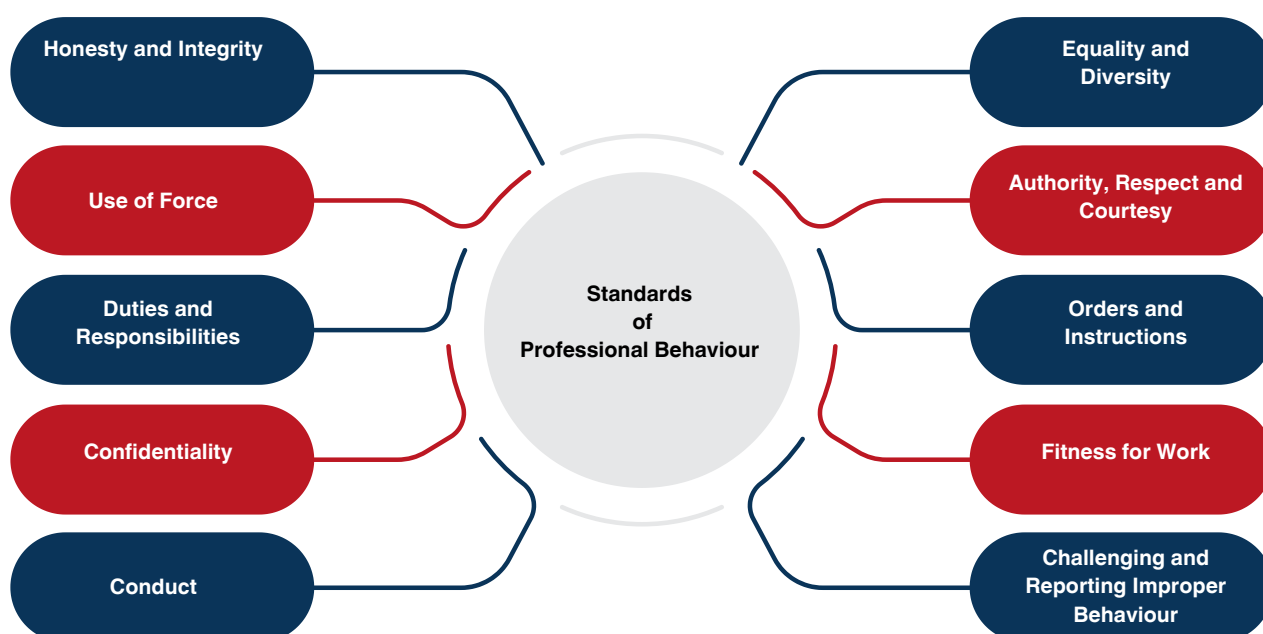 Honesty and Integrity
Use of Force
Duties and
Responsibilities
Confidentiality
Conduct
Standards
of
Professional Behaviour
Equality and
Diversity
Authority, Respect and
Courtesy
Orders and
Instructions
Fitness for Work
Challenging and
Reporting Improper
Behaviour